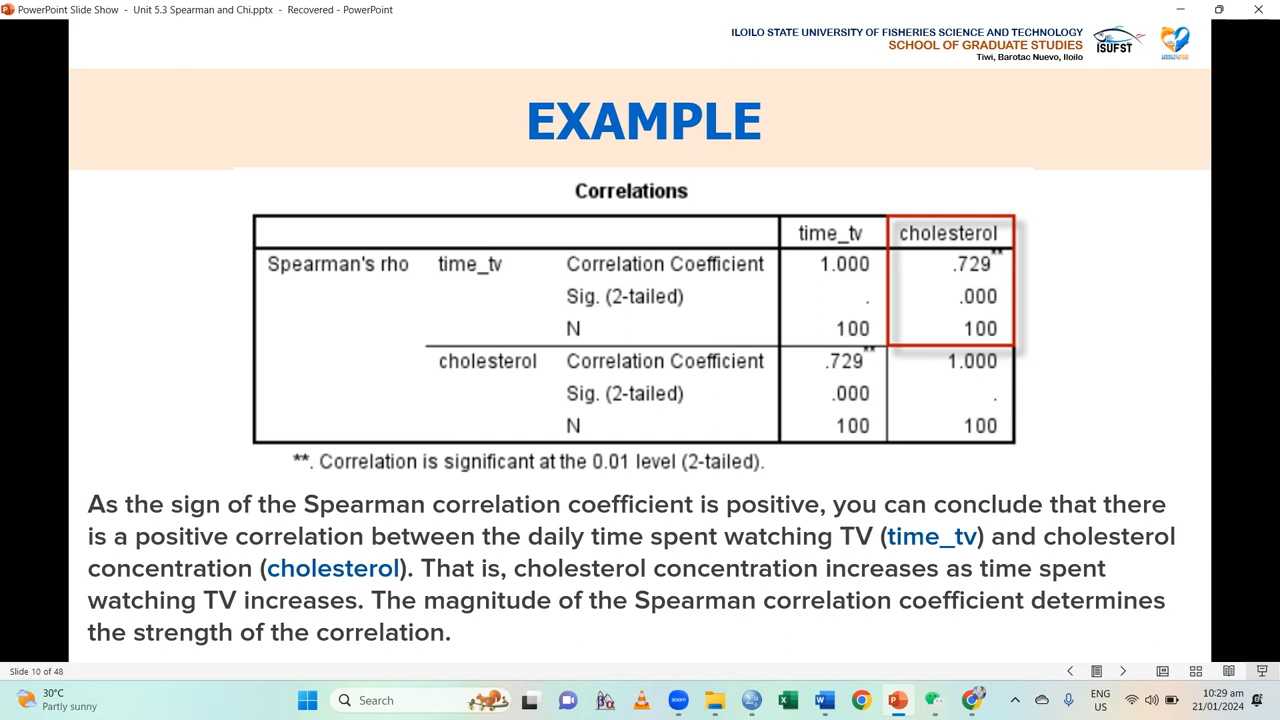 PowerPoint Slide Show - Unit 5.3 Spearman and Chi.pptx - Recovered - PowerPoint
ILOILO STATE UNIVERSITY OF FISHERIES SCIENCE AND TECHNOLOGY
SCHOOL OF GRADUATE STUDIES
Tiwi, Barotac Nuevo, Iloilo
ISUFST
EXAMPLE
Correlations
time_tv cholesterol
Spearman's rho time_tv Correlation Coefficient 1.000 .729**
Sig. (2-tailed) . .000
N 100 100
cholesterol Correlation Coefficient .729** 1.000
Sig. (2-tailed) .000 .
N 100 100
**. Correlation is significant at the 0.01 level (2-tailed).
As the sign of the Spearman correlation coefficient is positive, you can conclude that there
is a positive correlation between the daily time spent watching TV (time_tv) and cholesterol
concentration (cholesterol). That is, cholesterol concentration increases as time spent
watching TV increases. The magnitude of the Spearman correlation coefficient determines
the strength of the correlation.
Slide 10 of 48
30°C
Partly sunny
Search
zoom
ENG
US
10:29 am
21/01/2024